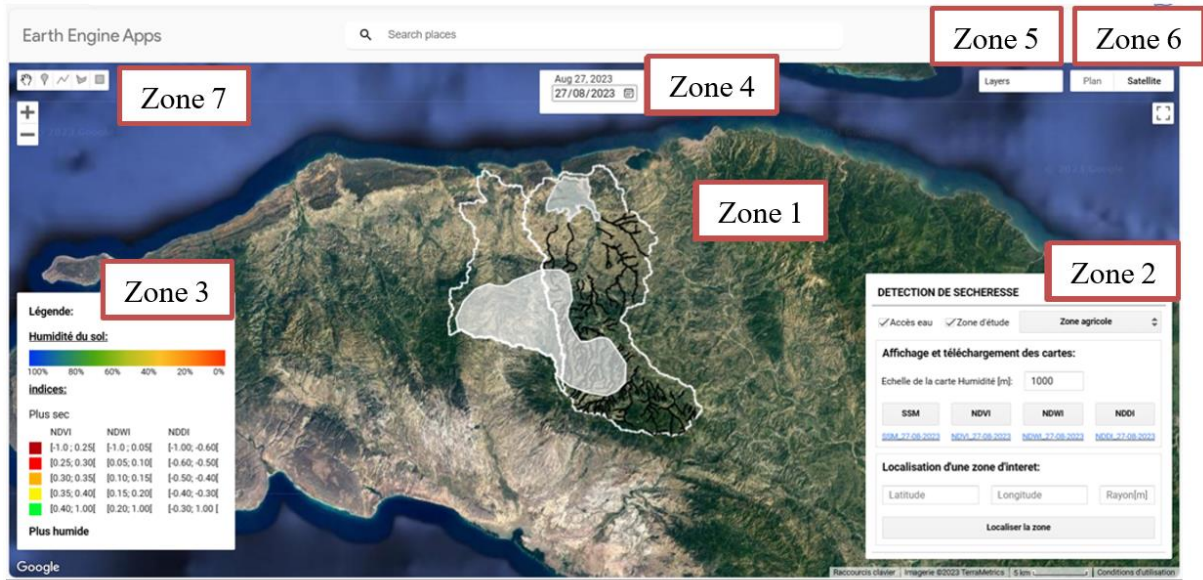 Earth Engine Apps
Search places
Zone 5
Zone 6
Zone 7
Aug 27, 2023
27/08/2023
Zone 4
Layers
Plan Satellite
Zone 1
Zone 3
Légende:
Humidité du sol:
100% 80% 60% 40% 20% 0%
indices:
Plus sec
NDVI NDWI NDDI
[-1.0 ; 0.25[ [-1.0 ; 0.05[ [-1.00; -0.60[
[0.25; 0.30[ [0.05; 0.10[ [-0.60; -0.50[
[0.30; 0.35[ [0.10; 0.15[ [-0.50; -0.40[
[0.35; 0.40[ [0.15; 0.20[ [-0.40; -0.30[
[0.40; 1.00[ [0.20; 1.00[ [-0.30; 1.00 [
Plus humide
Zone 2
DETECTION DE SECHERESSE
Accès eau Zone d'étude Zone agricole
Affichage et téléchargement des cartes:
Echelle de la carte Humidité [m]: 1000
SSM NDVI NDWI NDDI
SSM_27-08-2023 NDVI_27-08-2023 NDWI_27-08-2023 NDDI_27-08-2023
Localisation d'une zone d'interet:
Latitude Longitude Rayon[m]
Localiser la zone
Google
Raccourcis clavier Imagerie ©2023 TerraMetrics 5 km Conditions d'utilisation